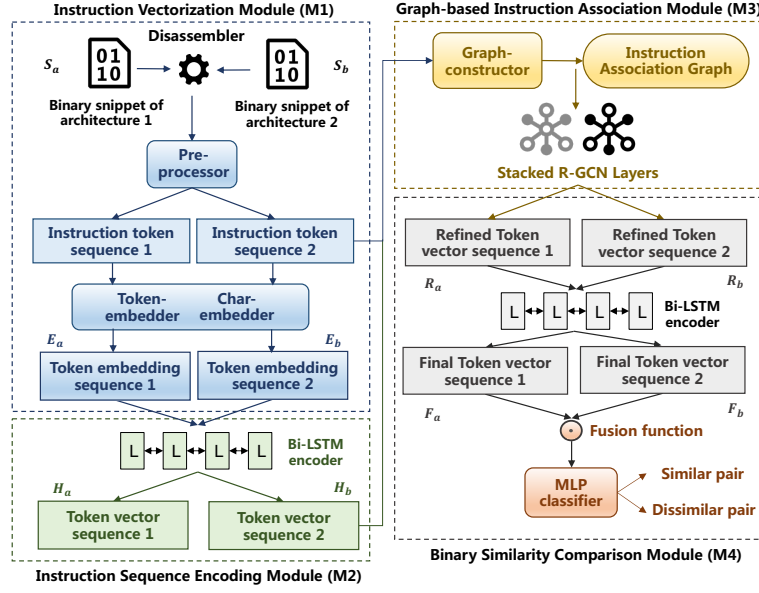 Instruction Vectorization Module (M1)
Disassembler
S_a
01
10
01
10
S_b
Binary snippet of
architecture 1
Binary snippet of
architecture 2
Pre-
processor
Instruction token
sequence 1
Instruction token
sequence 2
Token-
embedder
Char-
embedder
E_a
E_b
Token embedding
sequence 1
Token embedding
sequence 2
L
L
L
L
Bi-LSTM
encoder
H_a
H_b
Token vector
sequence 1
Token vector
sequence 2
Instruction Sequence Encoding Module (M2)
Graph-based Instruction Association Module (M3)
Graph-
constructor
Instruction
Association Graph
Stacked R-GCN Layers
Refined Token
vector sequence 1
Refined Token
vector sequence 2
R_a
R_b
L
L
L
L
Bi-LSTM
encoder
Final Token vector
sequence 1
Final Token vector
sequence 2
F_a
F_b
Fusion function
MLP
classifier
Similar pair
Dissimilar pair
Binary Similarity Comparison Module (M4)